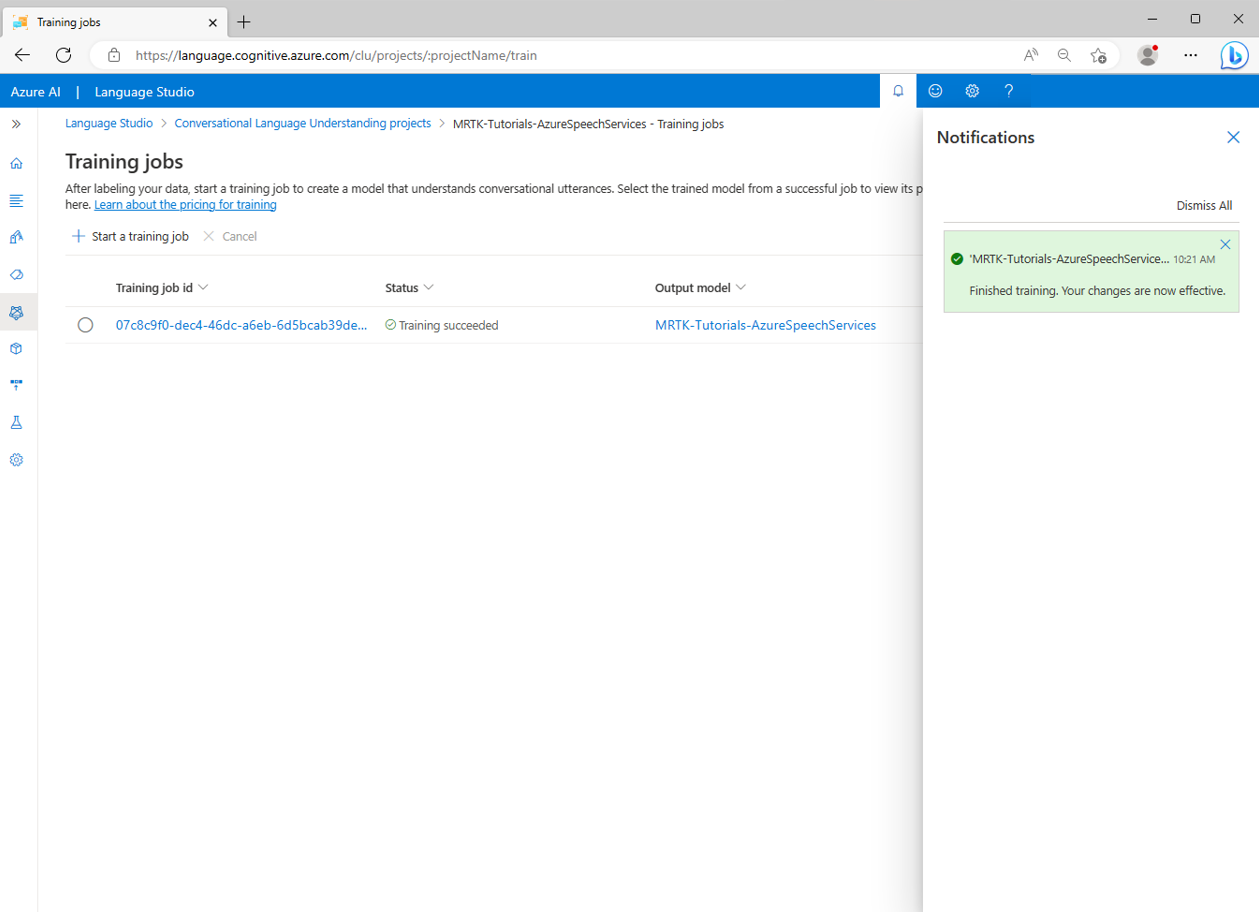 Training jobs
https://language.cognitive.azure.com/clu/projects/:projectName/train
Azure AI | Language Studio
Language Studio > Conversational Language Understanding projects > MRTK-Tutorials-AzureSpeechServices - Training jobs
Training jobs
After labeling your data, start a training job to create a model that understands conversational utterances. Select the trained model from a successful job to view its p
here. Learn about the pricing for training
Start a training job Cancel
Training job id Status Output model
07c8c9f0-dec4-46dc-a6eb-6d5bcab39de... Training succeeded MRTK-Tutorials-AzureSpeechServices
Notifications
Dismiss All
'MRTK-Tutorials-AzureSpeechService... 10:21 AM
Finished training. Your changes are now effective.